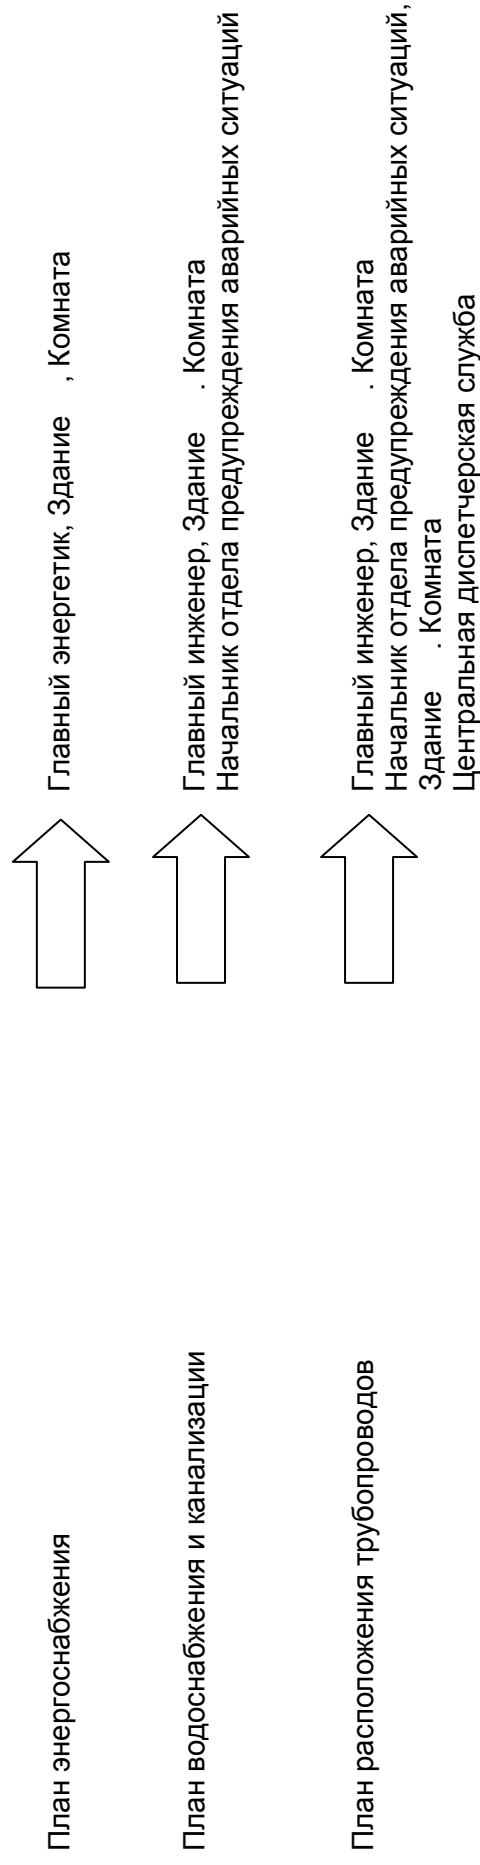 План энергоснабжения
Главный энергетик, Здание , Комната
План водоснабжения и канализации
Главный инженер, Здание . Комната
Начальник отдела предупреждения аварийных ситуаций
План расположения трубопроводов
Главный инженер, Здание . Комната
Начальник отдела предупреждения аварийных ситуаций,
Здание . Комната
Центральная диспетчерская служба